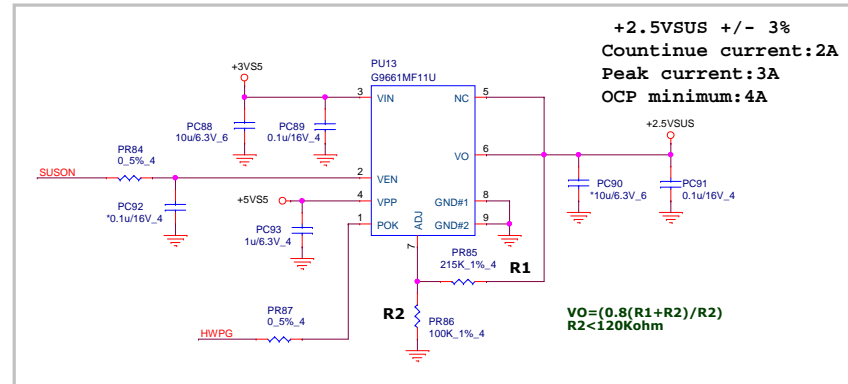 +2.5VSUS +/- 3%
Countinue current:2A
Peak current:3A
OCP minimum:4A
PU13
G9661MF11U
+3VS5
3 VIN NC 5
PC88
10u/6.3V_6
PC89
0.1u/16V_4
+2.5VSUS
PR84
0_5%_4
VO 6
SUSON
2 VEN
PC90
*10u/6.3V_6
PC91
0.1u/16V_4
PC92
*0.1u/16V_4
+5VS5
4 VPP GND#1 8
1 POK ADJ GND#2 9
PC93
1u/6.3V_4
7
PR85
215K_1%_4
R1
R2
PR86
100K_1%_4
VO=(0.8(R1+R2)/R2)
R2<120Kohm
PR87
0_5%_4
HWPG